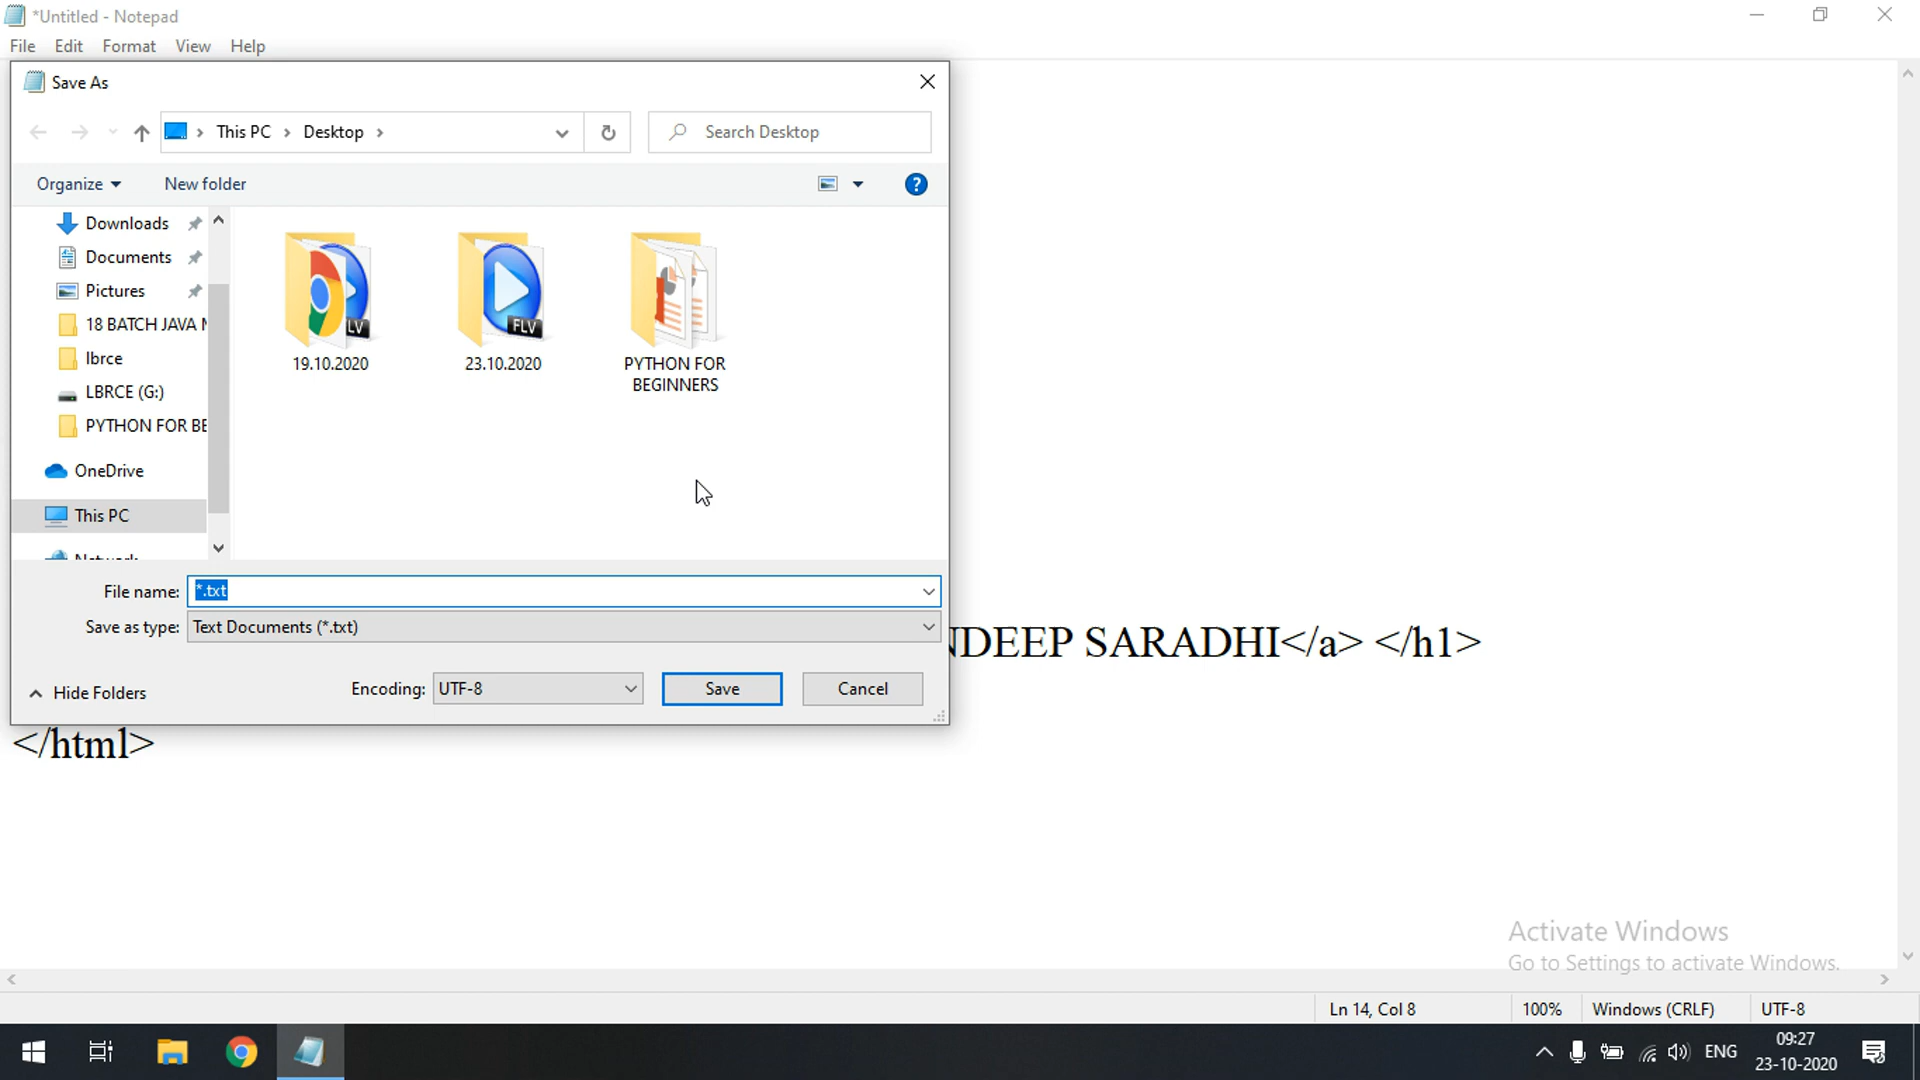 *Untitled - Notepad
File Edit Format View Help
Save As
This PC > Desktop >
Search Desktop
Organize New folder
Downloads
Documents
Pictures
18 BATCH JAVA
lbrce
LBRCE (G:)
PYTHON FOR BE
OneDrive
This PC
Network
19.10.2020
23.10.2020
PYTHON FOR
BEGINNERS
File name: *.txt
Save as type: Text Documents (*.txt)
Hide Folders
Encoding: UTF-8
Save
Cancel
NDEEP SARADHI</a> </h1>
</html>
Activate Windows
Go to Settings to activate Windows.
Ln 14, Col 8 100% Windows (CRLF) UTF-8
ENG
09:27
23-10-2020